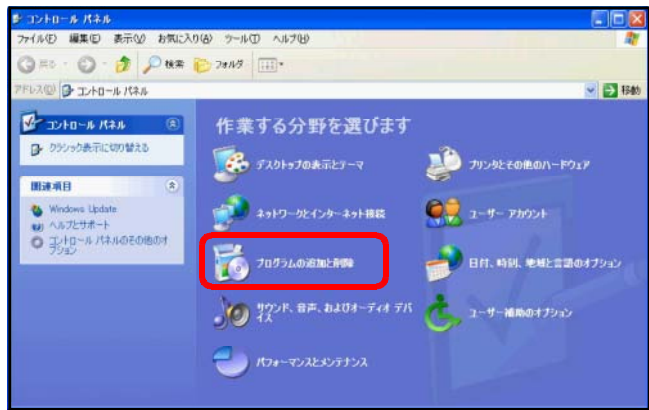 コントロール パネル
ファイル(F) 編集(E) 表示(V) お気に入り(A) ツール(T) ヘルプ(H)
戻る 検索 フォルダ
アドレス(D) コントロール パネル 移動
コントロール パネル
クラシック表示に切り替える
関連項目
Windows Update
ヘルプとサポート
コントロール パネルのその他のオ
プション
作業する分野を選びます
デスクトップの表示とテーマ
プリンタとその他のハードウェア
ネットワークとインターネット接続
ユーザー アカウント
プログラムの追加と削除
日付、時刻、地域と言語のオプション
サウンド、音声、およびオーディオ デバ
イス
ユーザー補助のオプション
パフォーマンスとメンテナンス